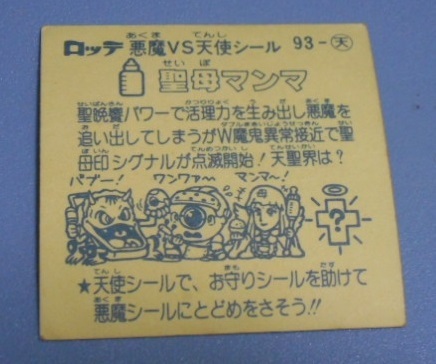 ロッテ 悪魔VS天使シール 93-天
聖母マンマ
聖晩餐パワーで活理力を生み出し悪魔を
追い出してしまうがW魔鬼異常接近で聖
母印シグナルが点滅開始!天聖界は?
バブー! ワンワァ〜 マンマ〜!
?
★天使シールで、お守りシールを助けて
悪魔シールにとどめをさそう!!